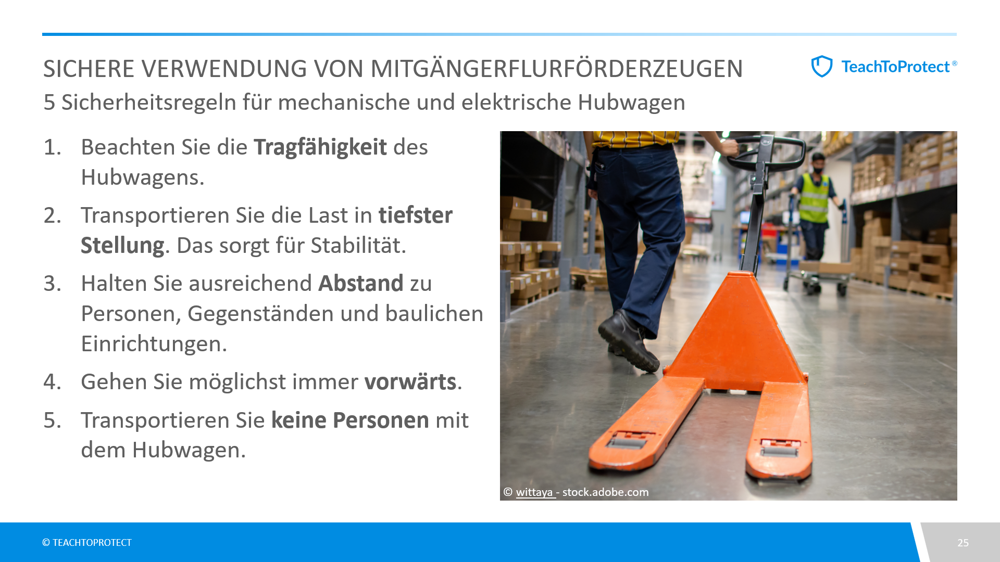 SICHERE VERWENDUNG VON MITGÄNGERFLURFÖRDERZEUGEN
TeachToProtect®
5 Sicherheitsregeln für mechanische und elektrische Hubwagen
1. Beachten Sie die Tragfähigkeit des
Hubwagens.
2. Transportieren Sie die Last in tiefster
Stellung. Das sorgt für Stabilität.
3. Halten Sie ausreichend Abstand zu
Personen, Gegenständen und baulichen
Einrichtungen.
4. Gehen Sie möglichst immer vorwärts.
5. Transportieren Sie keine Personen mit
dem Hubwagen.
© wittaya - stock.adobe.com
© TEACHTOPROTECT
25